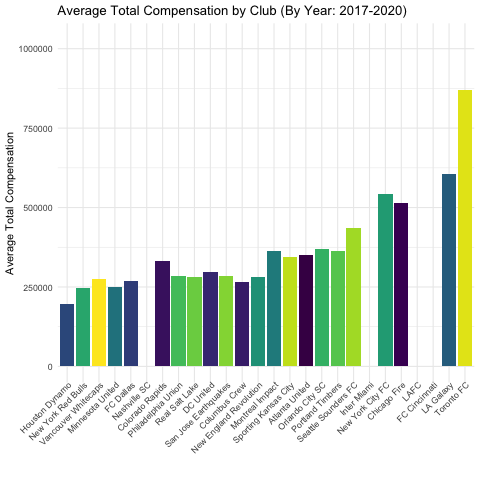 Average Total Compensation by Club (By Year: 2017-2020)
Average Total Compensation
1000000
750000
500000
250000
0
Houston Dynamo
New York Red Bulls
Vancouver Whitecaps
Minnesota United
FC Dallas
Nashville SC
Colorado Rapids
Philadelphia Union
Real Salt Lake
DC United
San Jose Earthquakes
Columbus Crew
New England Revolution
Montreal Impact
Sporting Kansas City
Atlanta United
Orlando City SC
Portland Timbers
Seattle Sounders FC
Inter Miami
New York City FC
Chicago Fire
LAFC
FC Cincinnati
LA Galaxy
Toronto FC